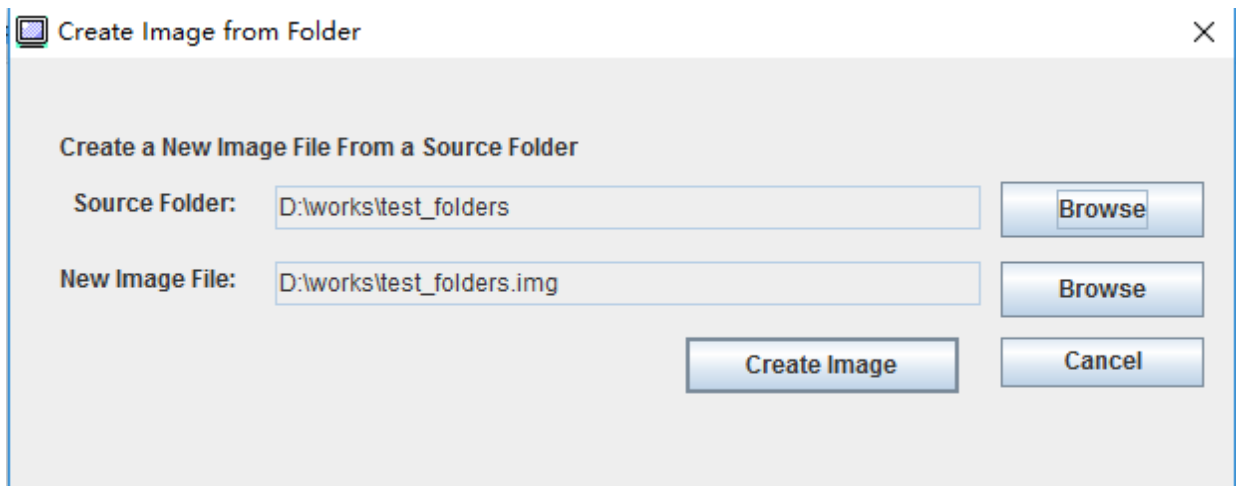 Create Image from Folder
Create a New Image File From a Source Folder
Source Folder: D:\works\test_folders Browse
New Image File: D:\works\test_folders.img Browse
Create Image Cancel